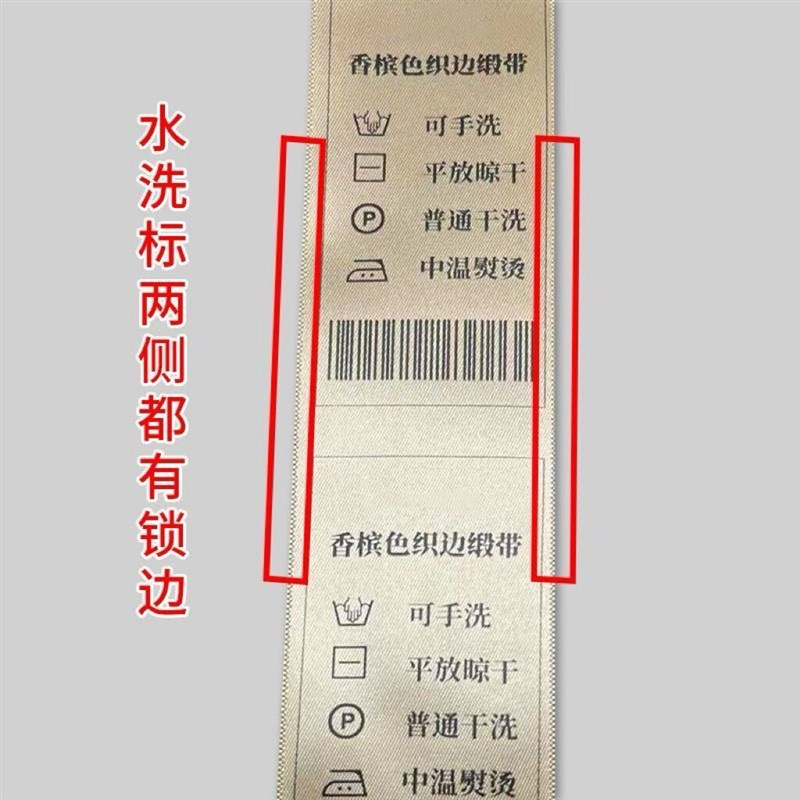 水洗标两侧都有锁边
香槟色织边缎带
可手洗
平放晾干
P 普通干洗
中温熨烫
香槟色织边缎带
可手洗
平放晾干
P 普通干洗
中温熨烫